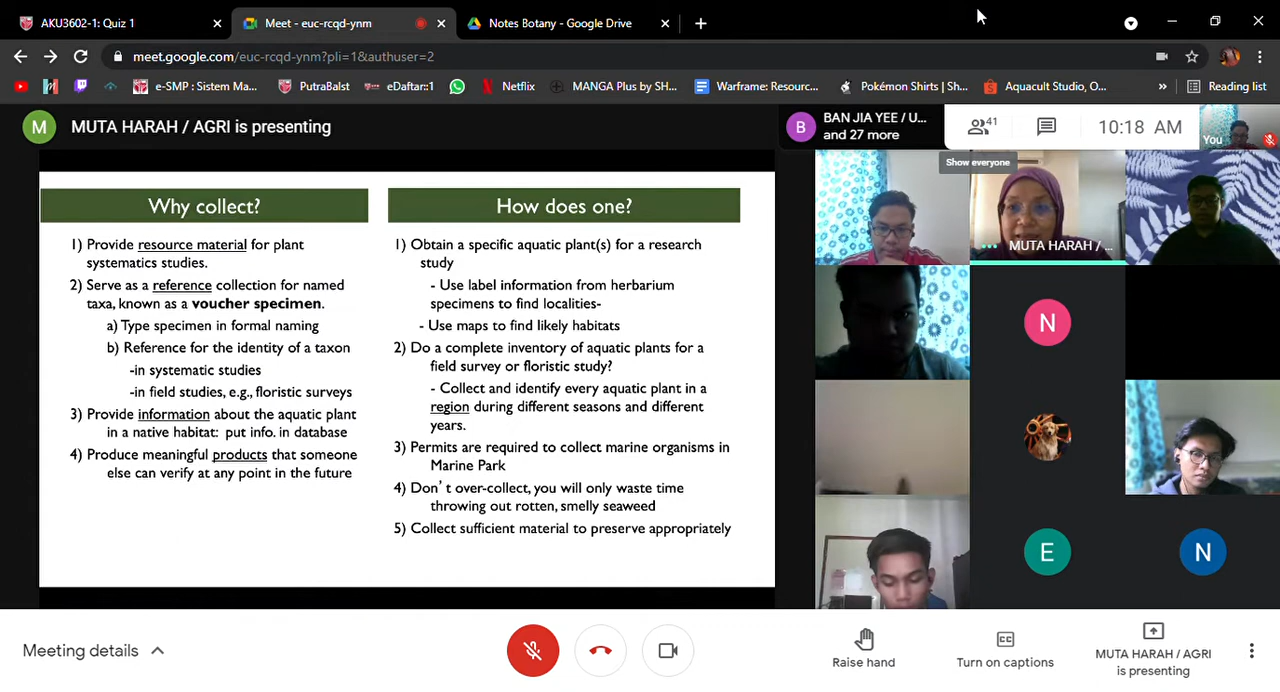 AKU3602-1: Quiz 1
Meet - euc-rcqd-ynm
Notes Botany - Google Drive
meet.google.com/euc-rcqd-ynm?pli=1&authuser=2
e-SMP : Sistem Ma...
PutraBalst
eDaftar::1
Netflix
MANGA Plus by SH...
Warframe: Resourc...
Pokémon Shirts | Sh...
Aquacult Studio, O...
»
Reading list
M
MUTA HARAH / AGRI is presenting
B
BAN JIA YEE / U...
and 27 more
41
10:18 AM
You
Show everyone
Why collect?
1) Provide resource material for plant
systematics studies.
2) Serve as a reference collection for named
taxa, known as a voucher specimen.
a) Type specimen in formal naming
b) Reference for the identity of a taxon
-in systematic studies
-in field studies, e.g., floristic surveys
3) Provide information about the aquatic plant
in a native habitat: put info. in database
4) Produce meaningful products that someone
else can verify at any point in the future
How does one?
1) Obtain a specific aquatic plant(s) for a research
study
- Use label information from herbarium
specimens to find localities-
- Use maps to find likely habitats
2) Do a complete inventory of aquatic plants for a
field survey or floristic study?
- Collect and identify every aquatic plant in a
region during different seasons and different
years.
3) Permits are required to collect marine organisms in
Marine Park
4) Don't over-collect, you will only waste time
throwing out rotten, smelly seaweed
5) Collect sufficient material to preserve appropriately
MUTA HARAH / ...
N
E
N
Meeting details
Raise hand
Turn on captions
MUTA HARAH / AGRI
is presenting